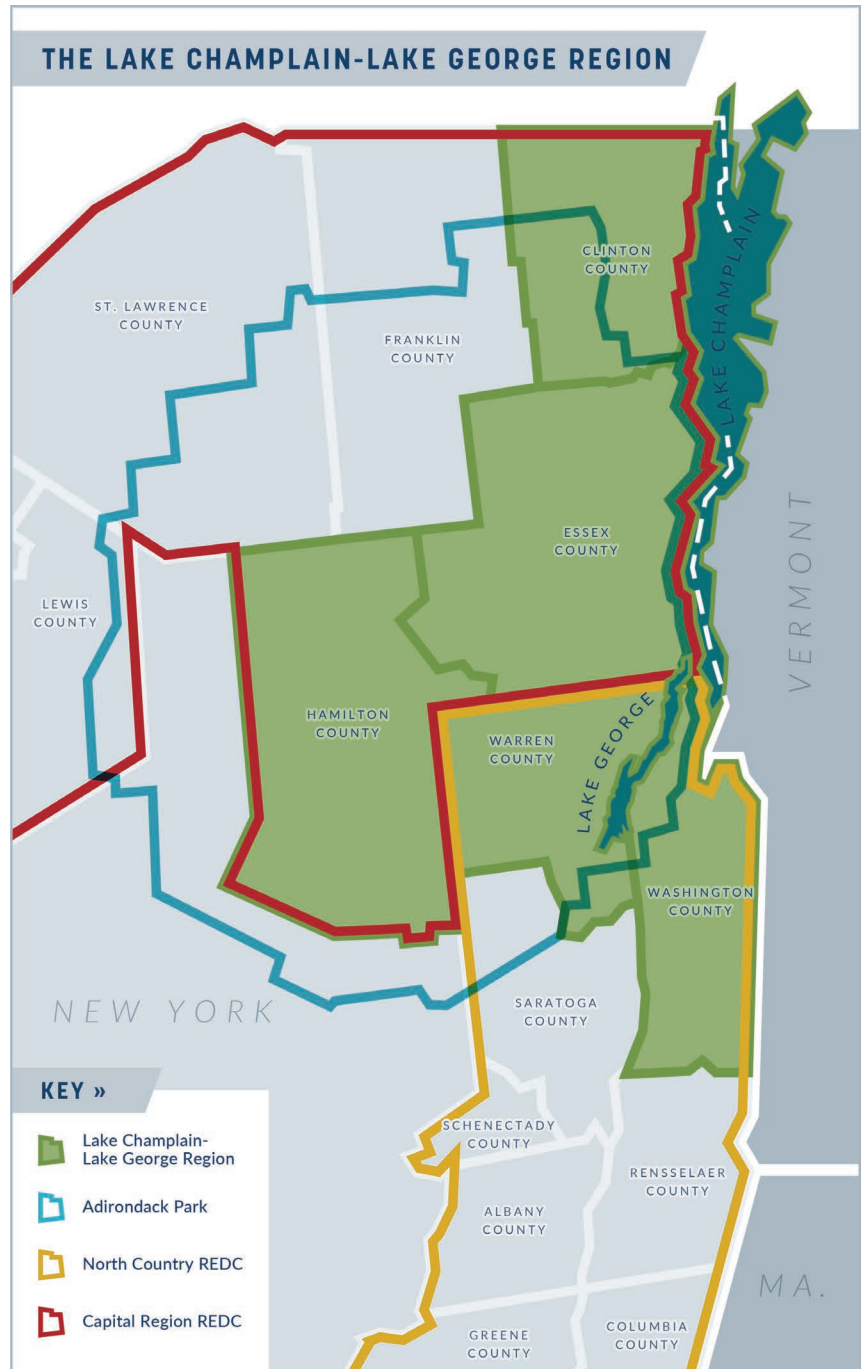 THE LAKE CHAMPLAIN-LAKE GEORGE REGION
CLINTON
COUNTY
LAKE CHAMPLAIN
ST. LAWRENCE
COUNTY
FRANKLIN
COUNTY
VERMONT
ESSEX
COUNTY
LEWIS
COUNTY
HAMILTON
COUNTY
WARREN
COUNTY
LAKE GEORGE
WASHINGTON
COUNTY
NEW YORK
SARATOGA
COUNTY
SCHENECTADY
COUNTY
RENSSELAER
COUNTY
ALBANY
COUNTY
MA.
GREENE
COUNTY
COLUMBIA
COUNTY
KEY »
Lake Champlain-
Lake George Region
Adirondack Park
North Country REDC
Capital Region REDC